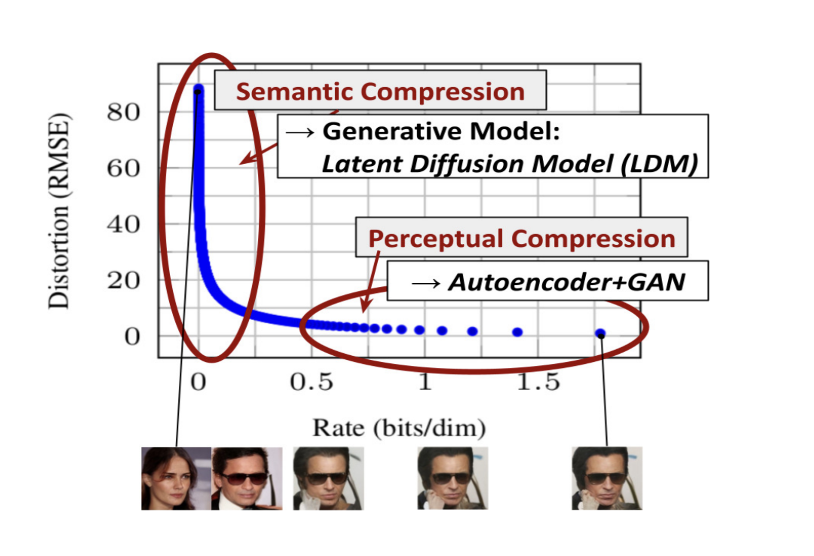 Semantic Compression
→ Generative Model:
Latent Diffusion Model (LDM)
Perceptual Compression
→ Autoencoder+GAN
Distortion (RMSE)
80
60
40
20
0
0 0.5 1 1.5
Rate (bits/dim)